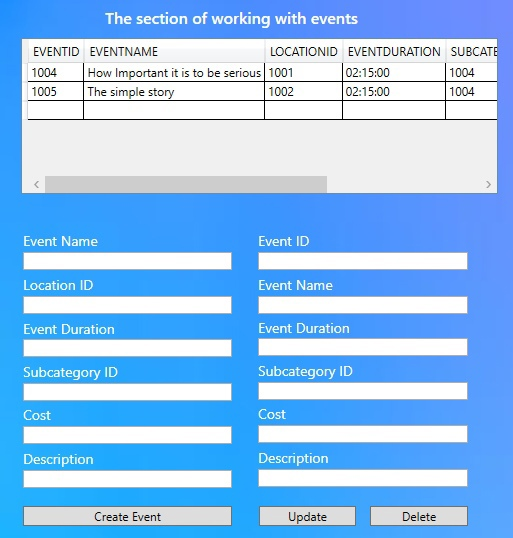 The section of working with events
EVENTID EVENTNAME LOCATIONID EVENTDURATION SUBCATE
1004 How Important it is to be serious 1001 02:15:00 1004
1005 The simple story 1002 02:15:00 1004
Event Name Event ID
Location ID Event Name
Event Duration Event Duration
Subcategory ID Subcategory ID
Cost Cost
Description Description
Create Event Update Delete